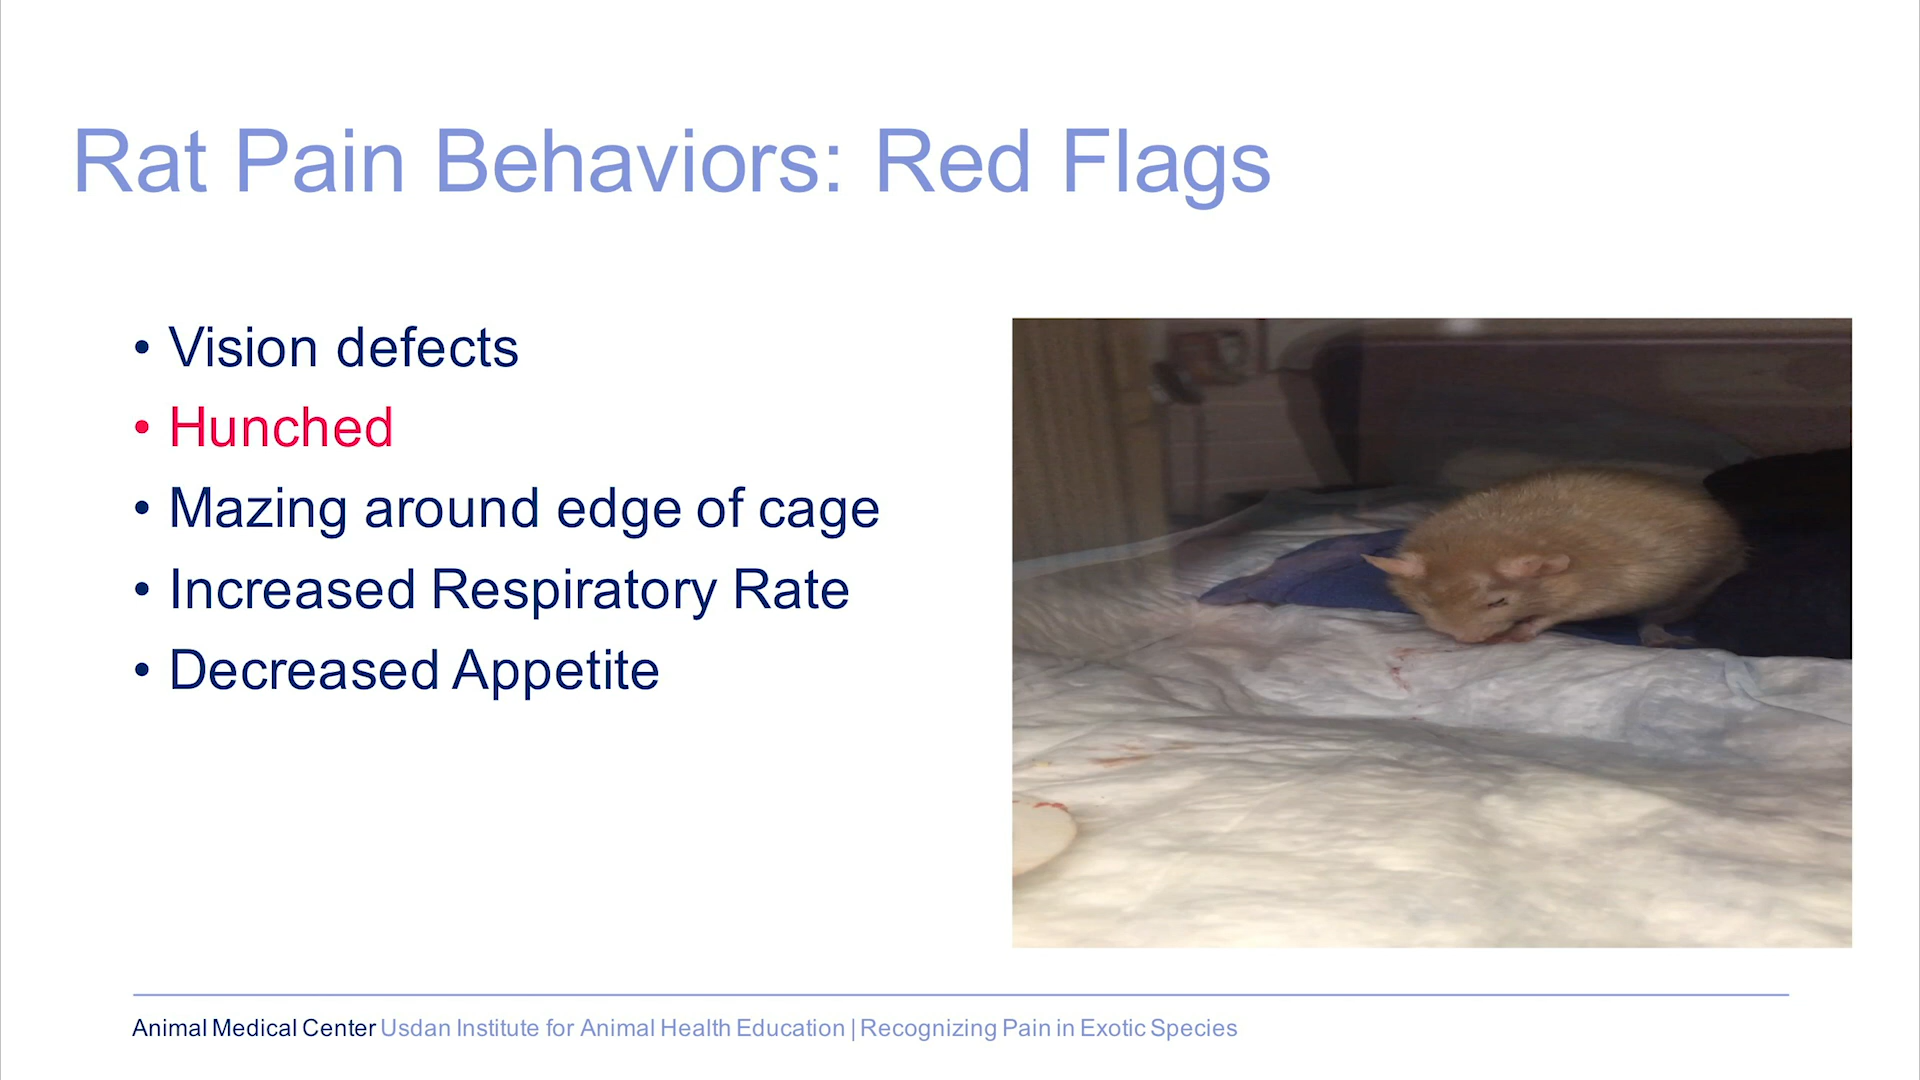 Rat Pain Behaviors: Red Flags
• Vision defects
• Hunched
• Mazing around edge of cage
• Increased Respiratory Rate
• Decreased Appetite
Animal Medical Center Usdan Institute for Animal Health Education | Recognizing Pain in Exotic Species